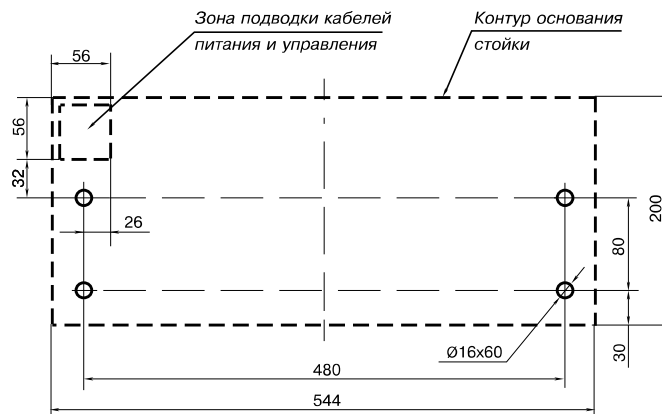 Зона подводки кабелей
питания и управления
Контур основания
стойки
56
56
32
26
200
80
Ø16x60
30
480
544